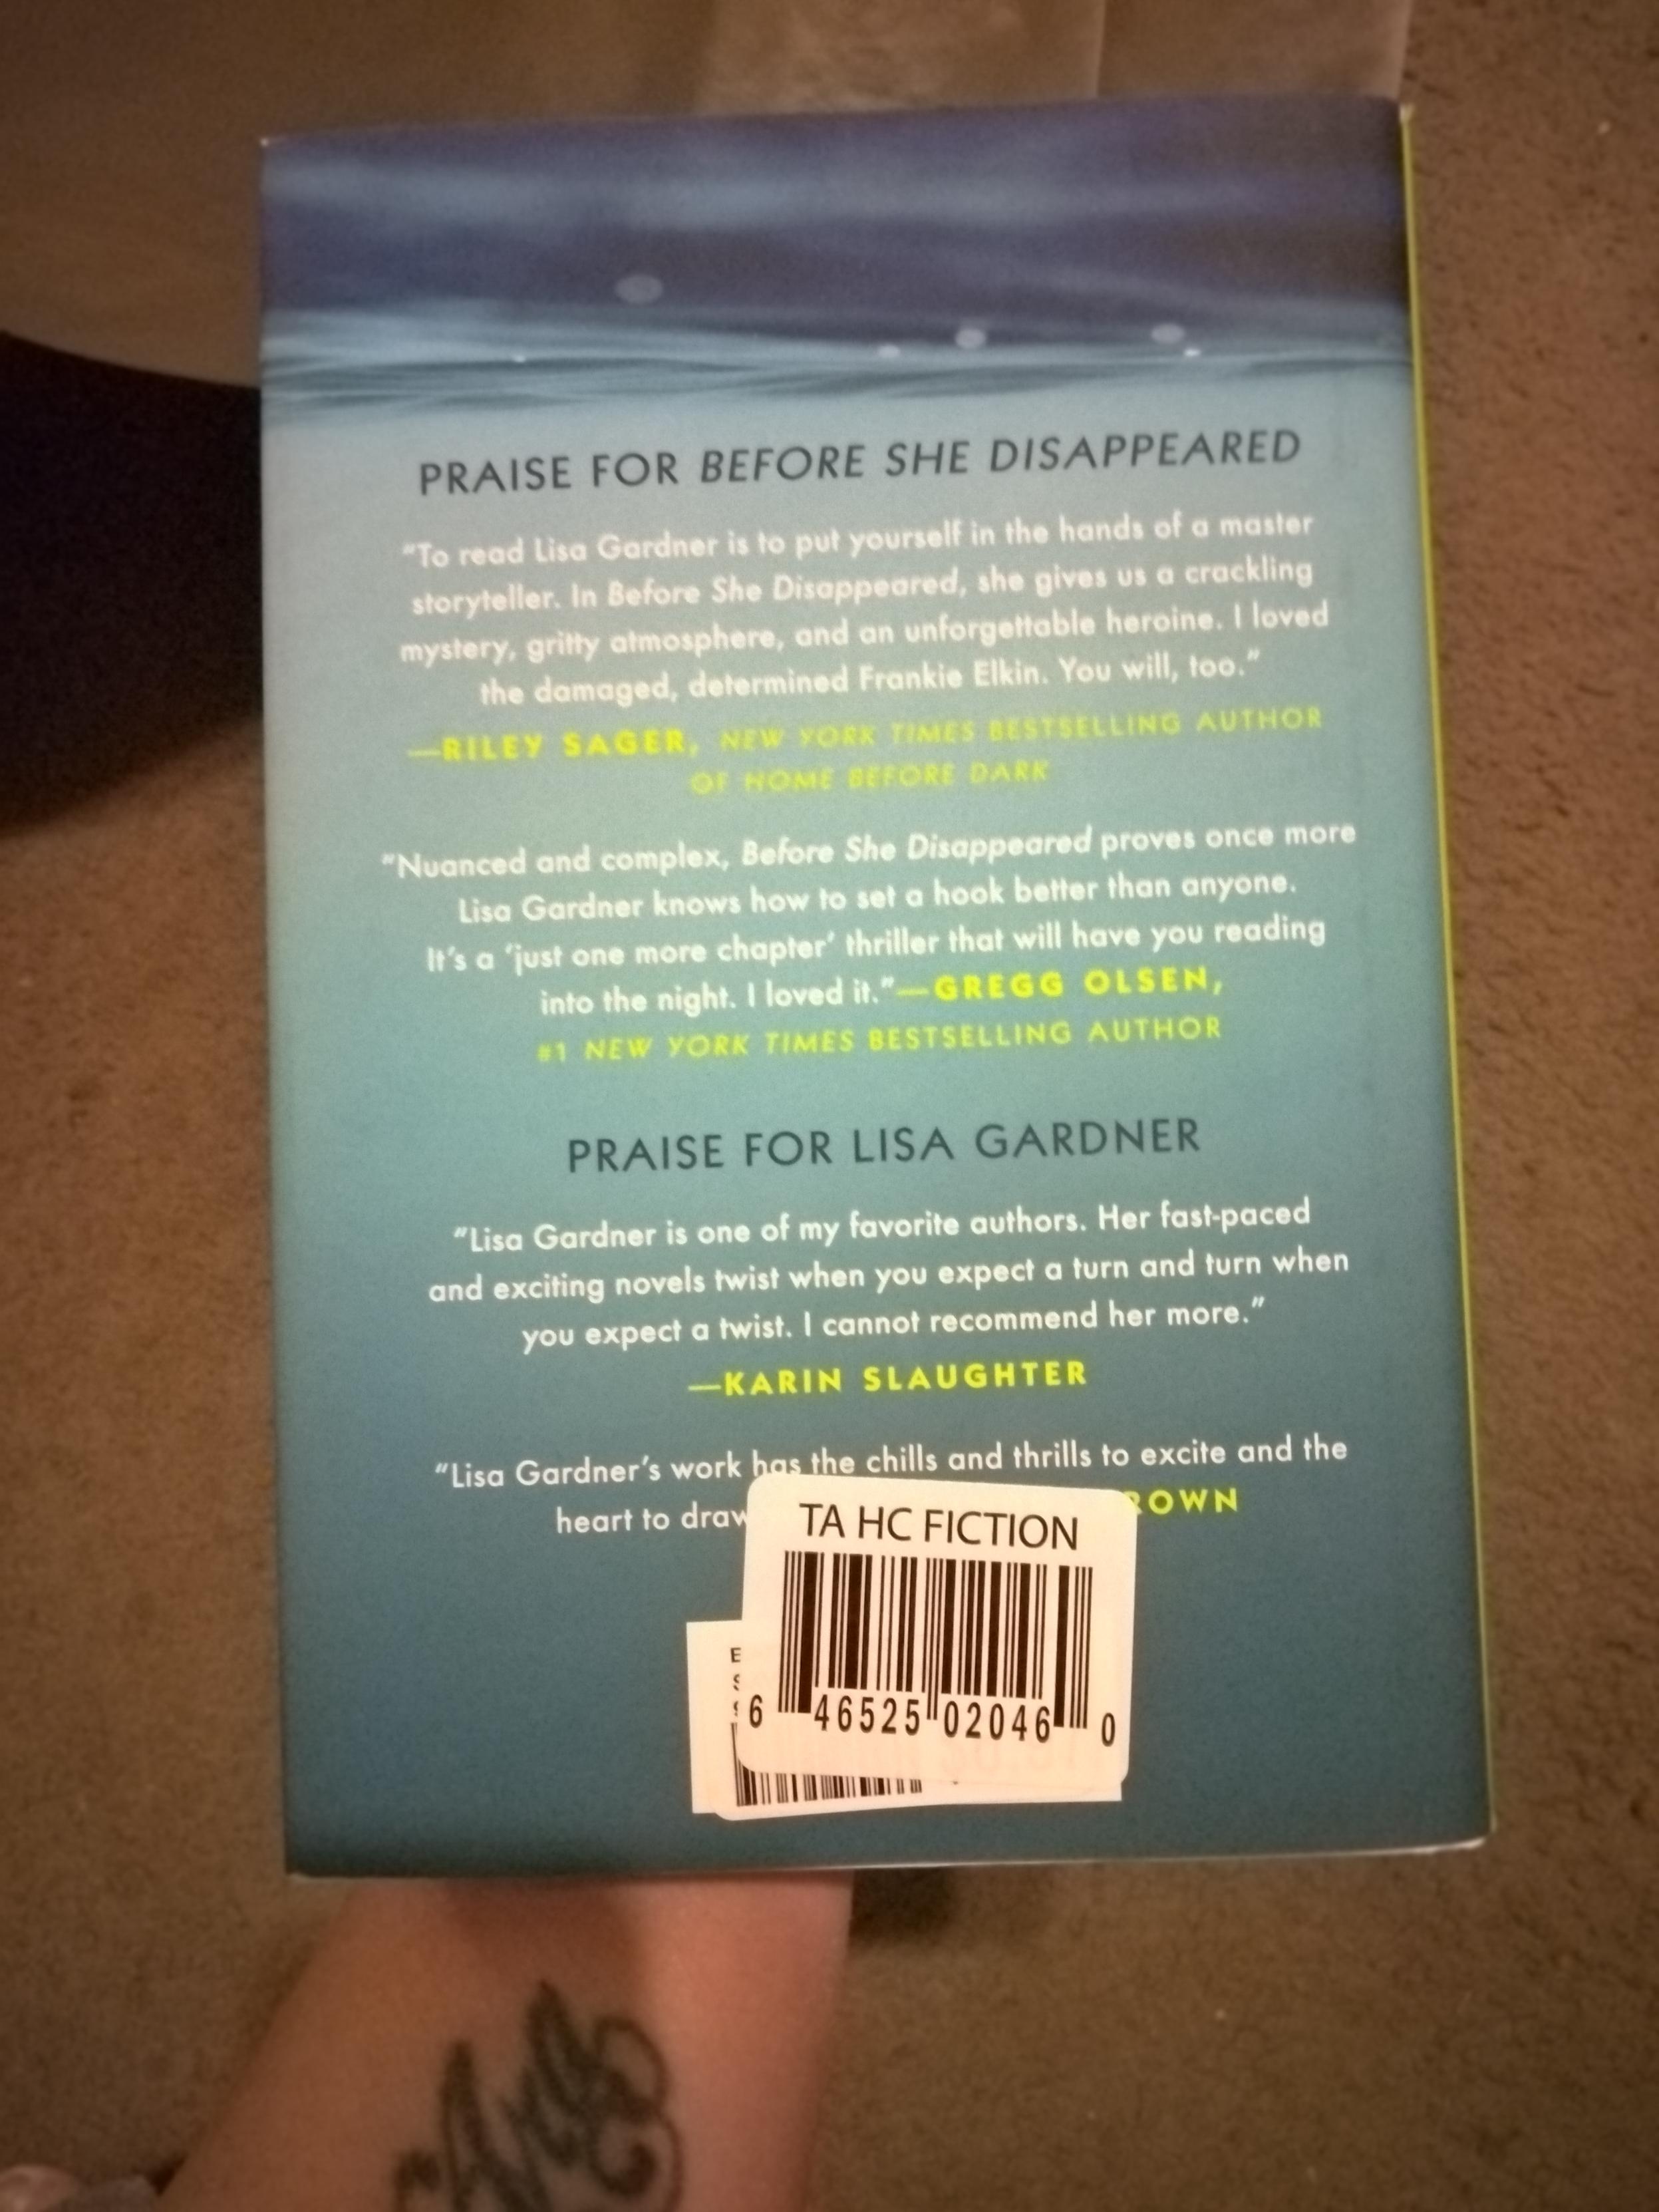 PRAISE FOR BEFORE SHE DISAPPEARED
"To read Lisa Gardner is to put yourself in the hands of a master
storyteller. In Before She Disappeared, she gives us a crackling
mystery, gritty atmosphere, and an unforgettable heroine. I loved
the damaged, determined Frankie Elkin. You will, too."
—RILEY SAGER, NEW YORK TIMES BESTSELLING AUTHOR
OF HOME BEFORE DARK
"Nuanced and complex, Before She Disappeared proves once more
Lisa Gardner knows how to set a hook better than anyone.
It's a 'just one more chapter' thriller that will have you reading
into the night. I loved it."—GREGG OLSEN,
#1 NEW YORK TIMES BESTSELLING AUTHOR
PRAISE FOR LISA GARDNER
"Lisa Gardner is one of my favorite authors. Her fast-paced
and exciting novels twist when you expect a turn and turn when
you expect a twist. I cannot recommend her more."
—KARIN SLAUGHTER
"Lisa Gardner's work has the chills and thrills to excite and the
heart to draw ROWN
TA HC FICTION
6 46525 02046 0